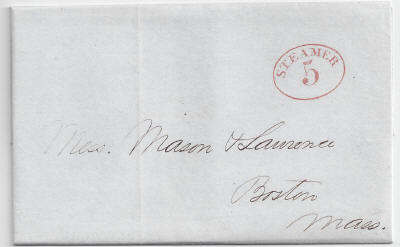 STEAMER
5
Mess. Mason & Lawrence
Boston
Mass.